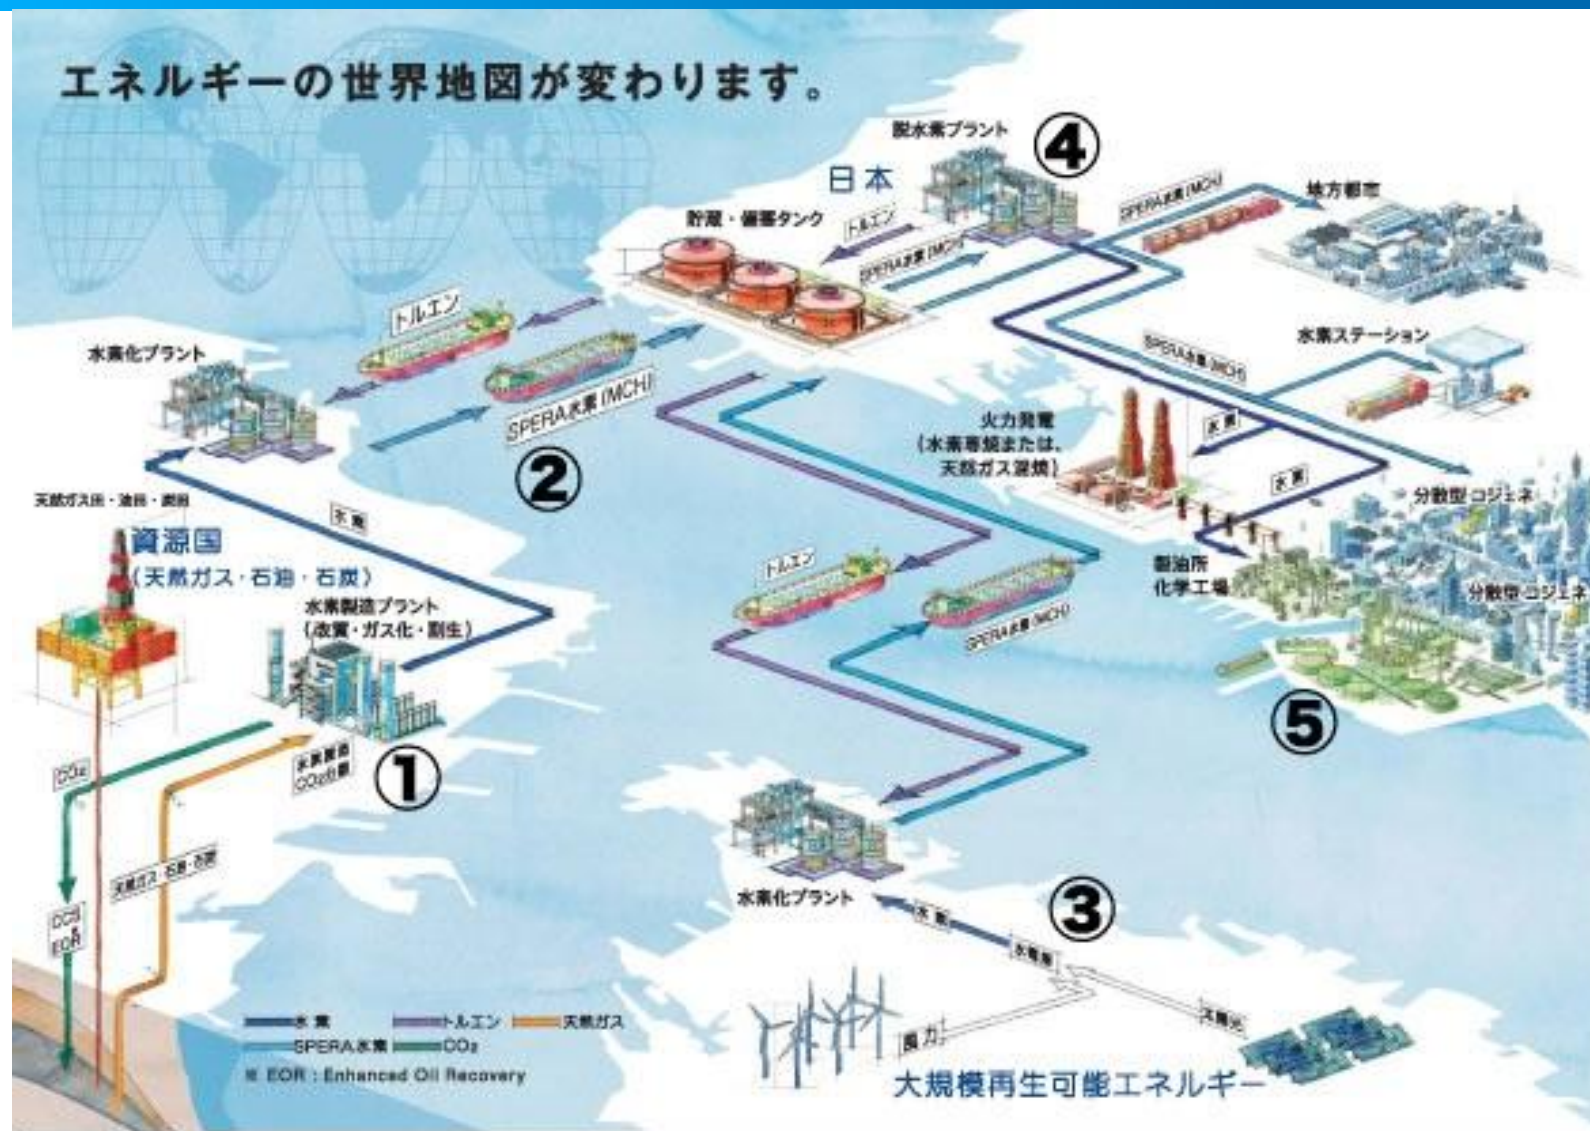 エネルギーの世界地図が変わります。
脱水素プラント
④
日本
SPERA水素(MCH)
地方都市
貯蔵・備蓄タンク
トルエン
SPERA水素(MCH)
トルエン
水素化プラント
SPERA水素(MCH)
②
SPERA水素(MCH)
水素ステーション
火力発電
(水素専焼または、
天然ガス混焼)
水素
水素
分散型コジェネ
天然ガス田・油田・炭田
資源国
(天然ガス・石油・石炭)
水素
水素製造プラント
(改質・ガス化・副生)
トルエン
SPERA水素(MCH)
製油所
化学工場
分散型コジェネ
⑤
CO₂
水素製造
CO₂分離
①
天然ガス・石油・石炭
CCS
&
EOR
水素化プラント
③
水素
水電解
太陽光
風力
大規模再生可能エネルギー
水素
トルエン
天然ガス
SPERA水素
CO₂
※ EOR : Enhanced Oil Recovery